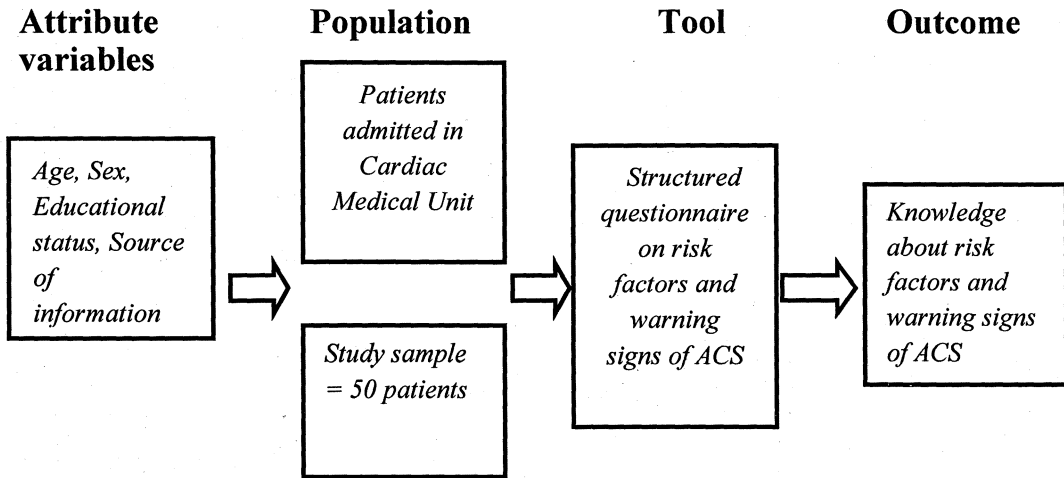 Attribute
variables
Population
Tool
Outcome
Age, Sex,
Educational
status, Source
of
information
Patients
admitted in
Cardiac
Medical Unit
Study sample
= 50 patients
Structured
questionnaire
on risk
factors and
warning
signs of ACS
Knowledge
about risk
factors and
warning signs
of ACS